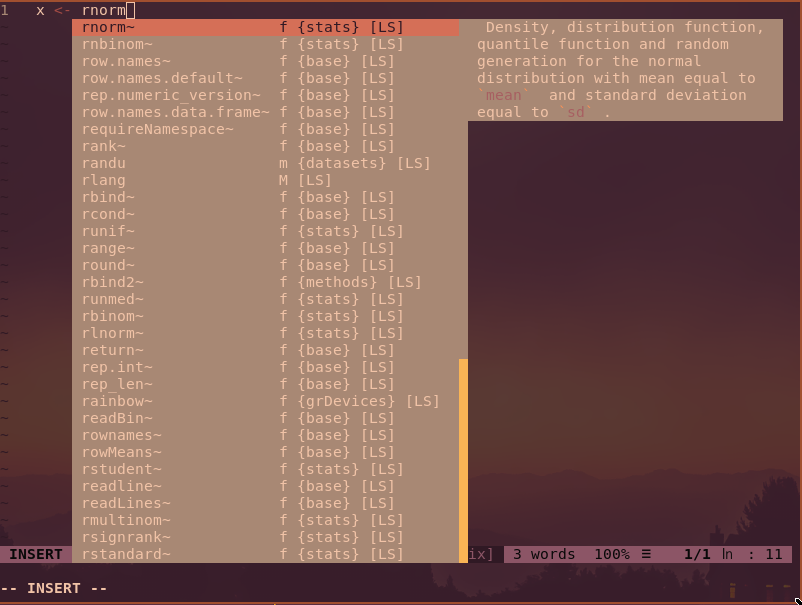 1   x <- rnorm
rnorm~ f {stats} [LS]
rnbinom~ f {stats} [LS]
row.names~ f {base} [LS]
row.names.default~ f {base} [LS]
rep.numeric_version~ f {base} [LS]
row.names.data.frame~ f {base} [LS]
requireNamespace~ f {base} [LS]
rank~ f {base} [LS]
randu m {datasets} [LS]
rlang M [LS]
rbind~ f {base} [LS]
rcond~ f {base} [LS]
runif~ f {stats} [LS]
range~ f {base} [LS]
round~ f {base} [LS]
rbind2~ f {methods} [LS]
runmed~ f {stats} [LS]
rbinom~ f {stats} [LS]
rlnorm~ f {stats} [LS]
return~ f {base} [LS]
rep.int~ f {base} [LS]
rep_len~ f {base} [LS]
rainbow~ f {grDevices} [LS]
readBin~ f {base} [LS]
rownames~ f {base} [LS]
rowMeans~ f {base} [LS]
rstudent~ f {stats} [LS]
readline~ f {base} [LS]
readLines~ f {base} [LS]
rmultinom~ f {stats} [LS]
rsignrank~ f {stats} [LS]
rstandard~ f {stats} [LS]
Density, distribution function,
quantile function and random
generation for the normal
distribution with mean equal to
`mean`  and standard deviation
equal to `sd` .
INSERT ix] 3 words 100% ☰ 1/1 ㏑ : 11
-- INSERT --